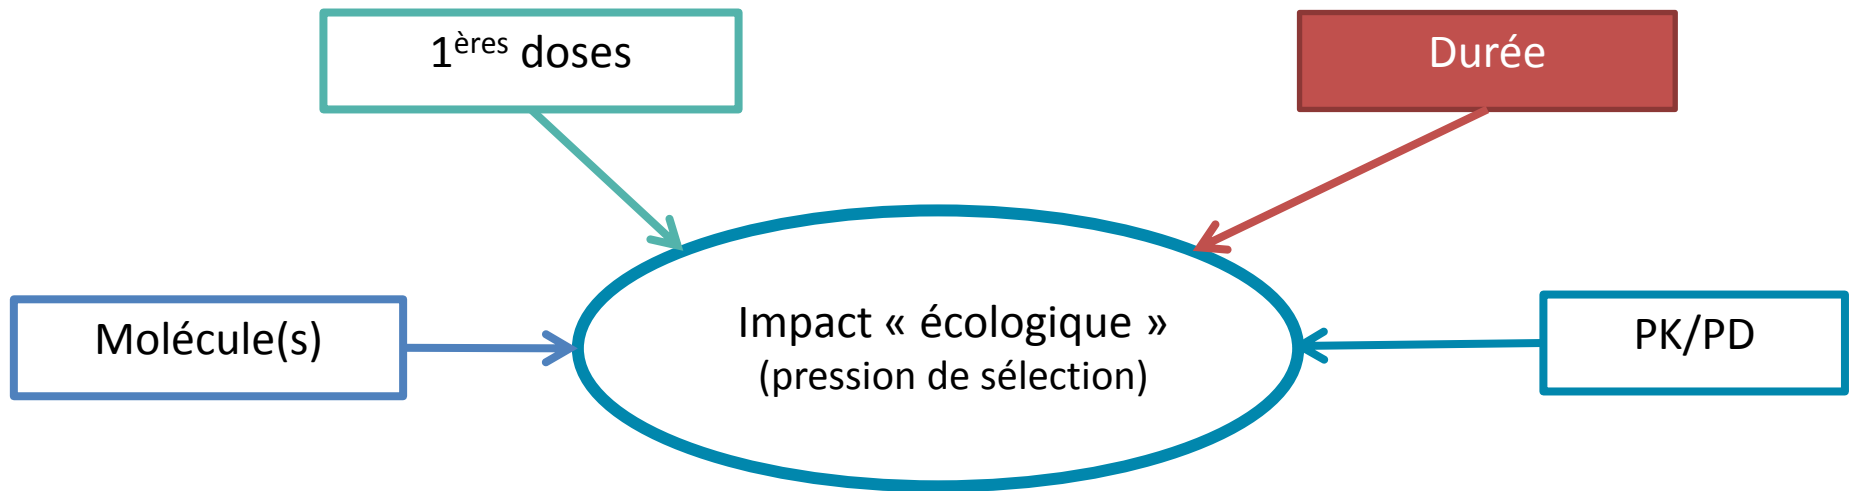 1ères doses
Durée
Molécule(s)
Impact « écologique »
(pression de sélection)
PK/PD